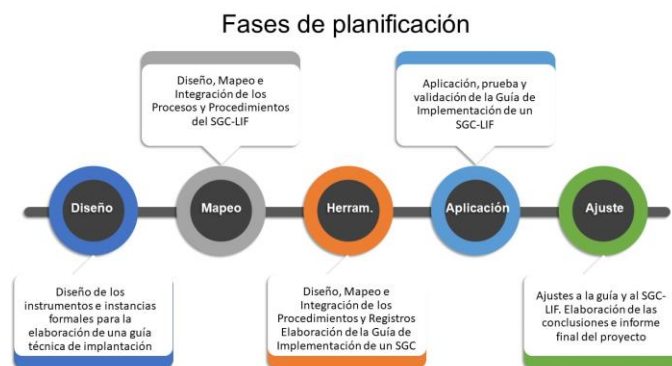 Fases de planificación
Diseño, Mapeo e
Integración de los
Procesos y Procedimientos
del SGC-LIF
Aplicación, prueba y
validación de la Guía de
Implementación de un
SGC-LIF
Diseño
Mapeo
Herram.
Aplicación
Ajuste
Diseño de los
instrumentos e instancias
formales para la
elaboración de una guía
técnica de implantación
Diseño, Mapeo e
Integración de los
Procedimientos y Registros
Elaboración de la Guía de
Implementación de un SGC
Ajustes a la guía y al SGC-
LIF. Elaboración de las
conclusiones e informe
final del proyecto